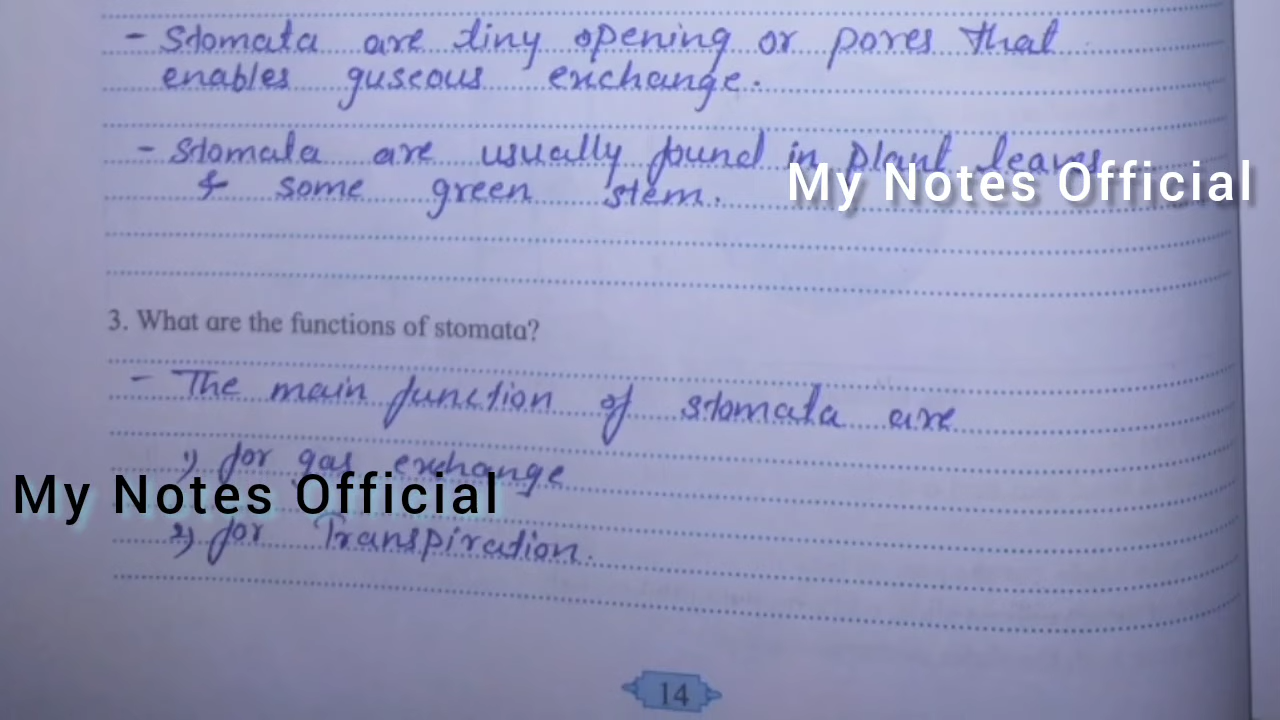 - Stomata are tiny opening or pores that
enables guseous exchange.
- Stomata are usually found in plant leaves
& some green stem.
My Notes Official
3. What are the functions of stomata?
- The main function of stomata are
1) for gas exchange
My Notes Official
2) for Transpiration.
14